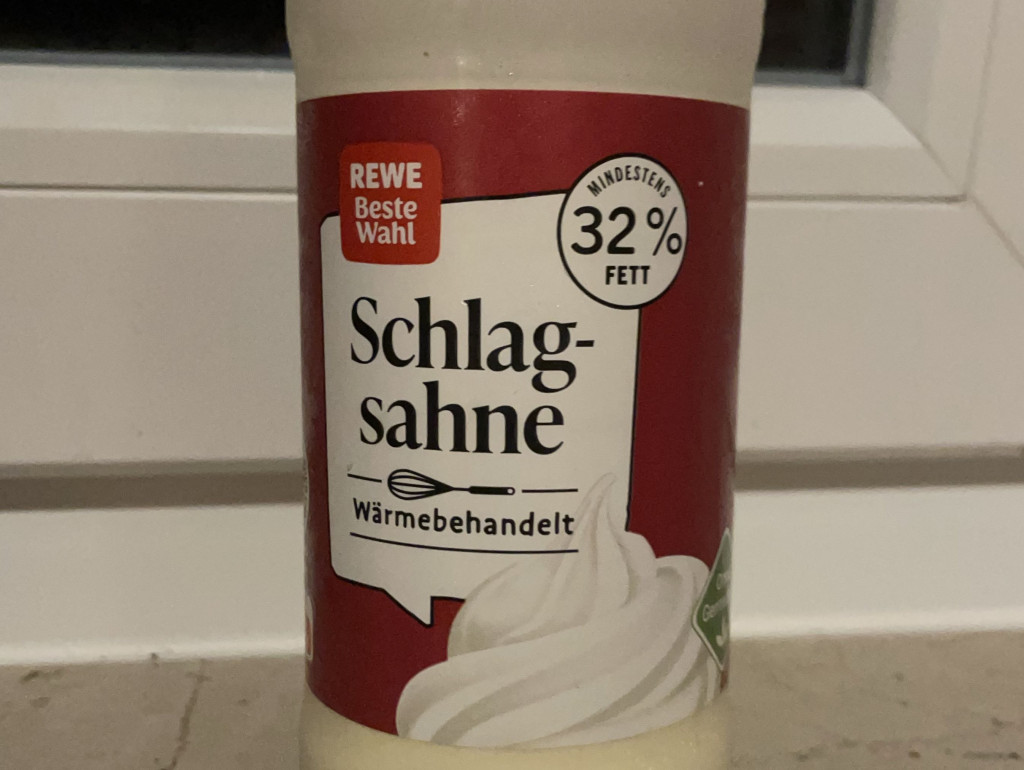 REWE
Beste
Wahl
MINDESTENS
32%
FETT
Schlag-
sahne
Wärmebehandelt